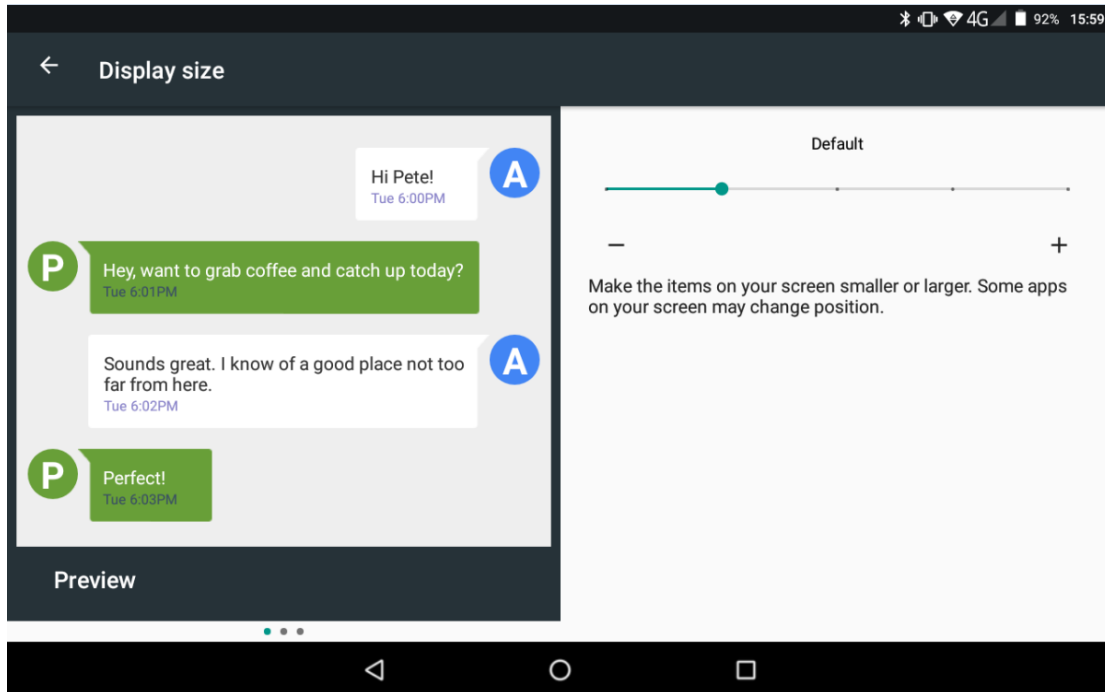 4G 92% 15:59
Display size
Hi Pete!
Tue 6:00PM
A
P
Hey, want to grab coffee and catch up today?
Tue 6:01PM
Sounds great. I know of a good place not too
far from here.
Tue 6:02PM
A
P
Perfect!
Tue 6:03PM
Preview
Default
Make the items on your screen smaller or larger. Some apps
on your screen may change position.